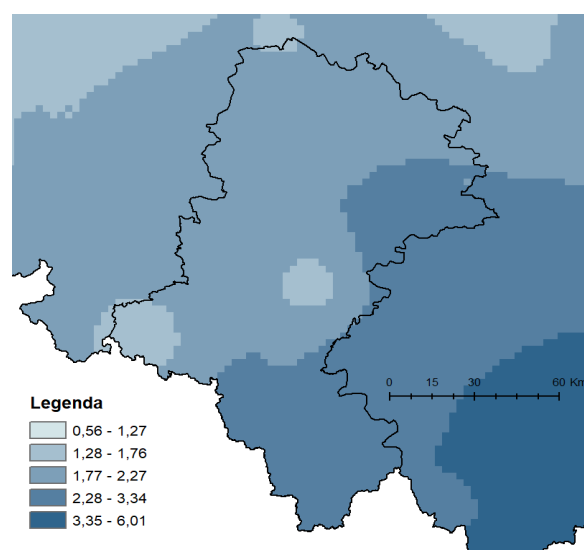 0 15 30 60 Km
Legenda
0,56 - 1,27
1,28 - 1,76
1,77 - 2,27
2,28 - 3,34
3,35 - 6,01